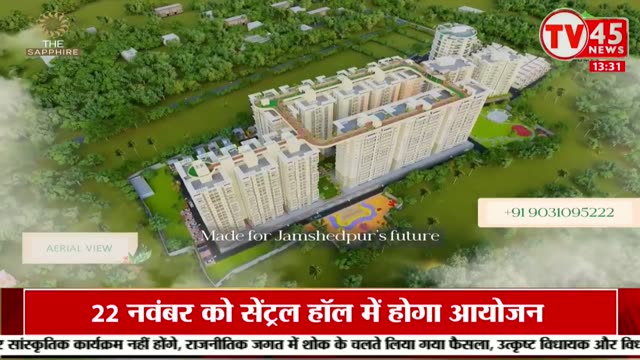 THE
SAPPHIRE
TV45
NEWS
13:31
+91 9031095222
Made for Jamshedpur's future
AERIAL VIEW
22 नवंबर को सेंट्रल हॉल में होगा आयोजन
सांस्कृतिक कार्यक्रम नहीं होंगे, राजनीतिक जगत में शोक के चलते लिया गया फैसला, उत्कृष्ट विधायक और